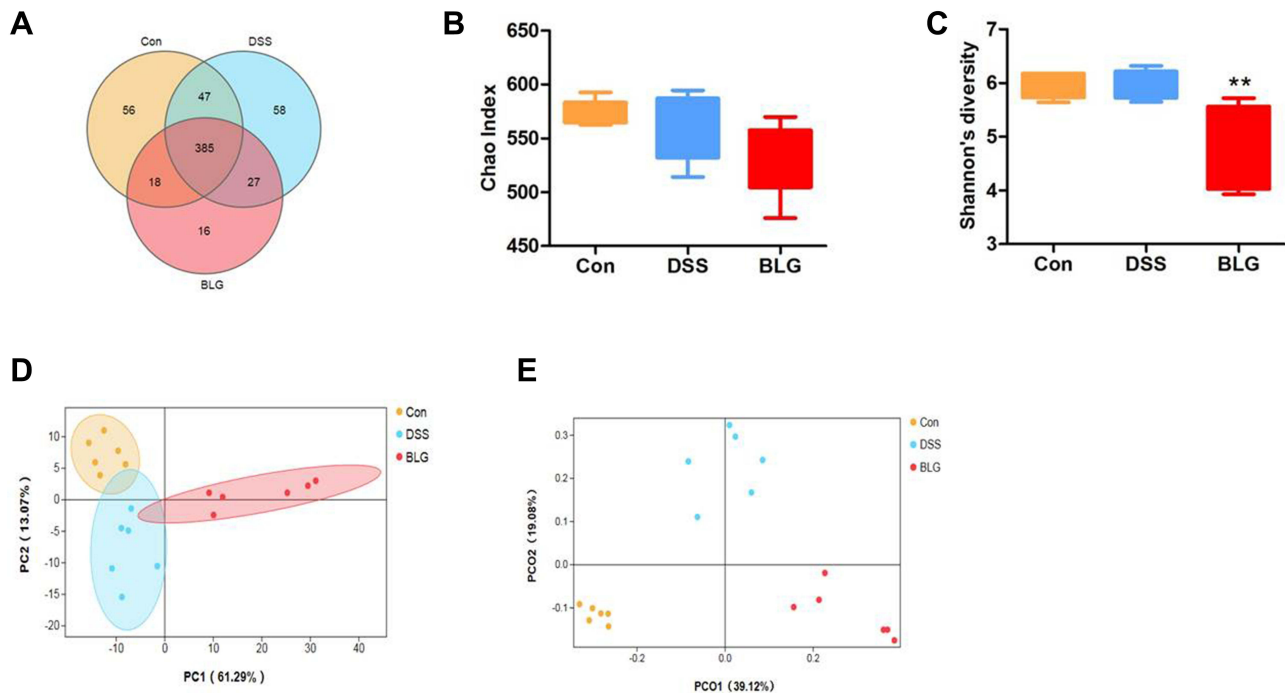 A
Con
DSS
56
47
58
385
18
27
16
BLG
B
Chao Index
650
600
550
500
450
Con
DSS
BLG
C
Shannon's diversity
7
6
5
4
3
**
Con
DSS
BLG
D
PC2 (13.07%)
10
5
0
-5
-10
-15
-20
-10
0
10
20
30
40
PC1 (61.29%)
Con
DSS
BLG
E
PCO2 (19.08%)
0.3
0.2
0.1
0.0
-0.1
-0.2
0.0
0.2
PCO1 (39.12%)
Con
DSS
BLG